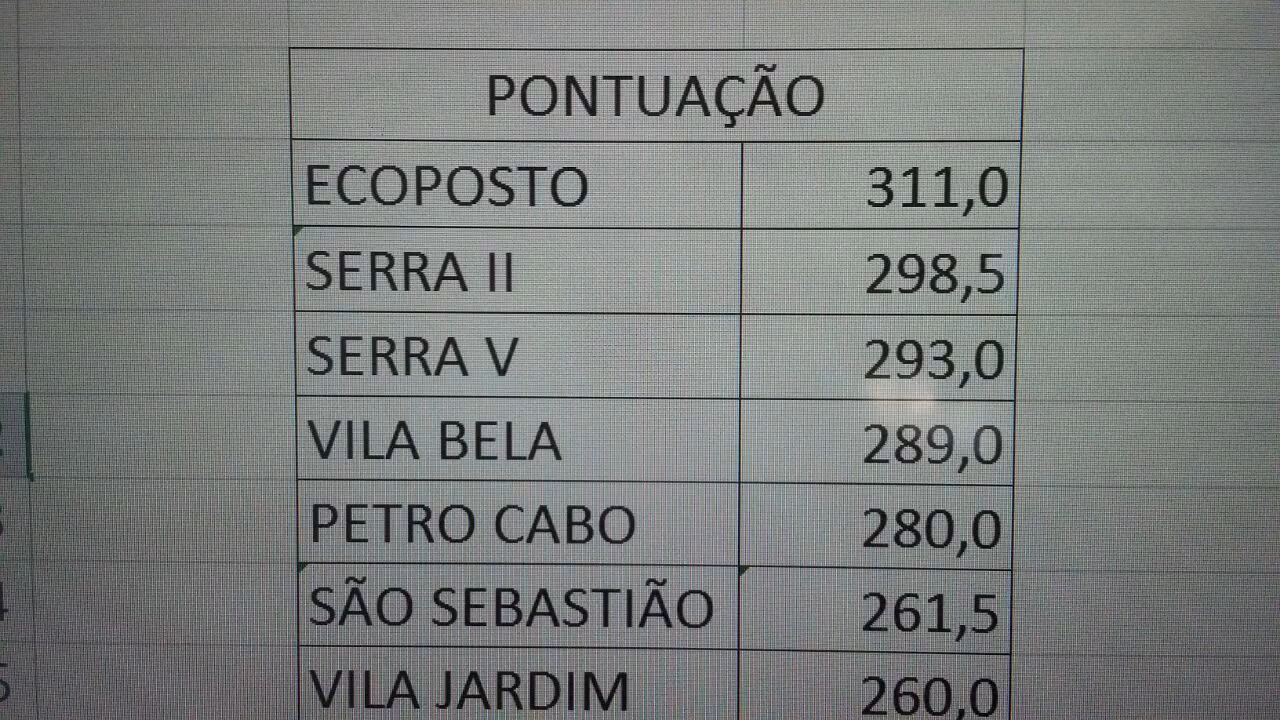 PONTUAÇÃO
ECOPOSTO 311,0
SERRA II 298,5
SERRA V 293,0
VILA BELA 289,0
PETRO CABO 280,0
SÃO SEBASTIÃO 261,5
VILA JARDIM 260,0